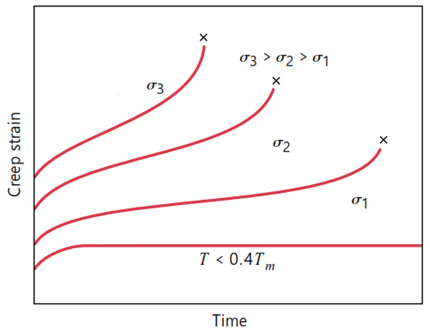 ×
σ3 > σ2 > σ1
σ3
×
σ2
×
σ1
T < 0.4Tm
Creep strain
Time